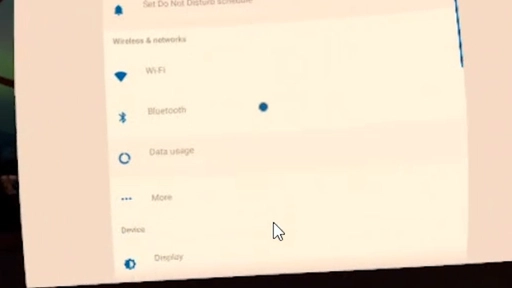 Set Do Not Disturb schedule
Wireless & networks
Wi-Fi
Bluetooth
Data usage
More
Device
Display